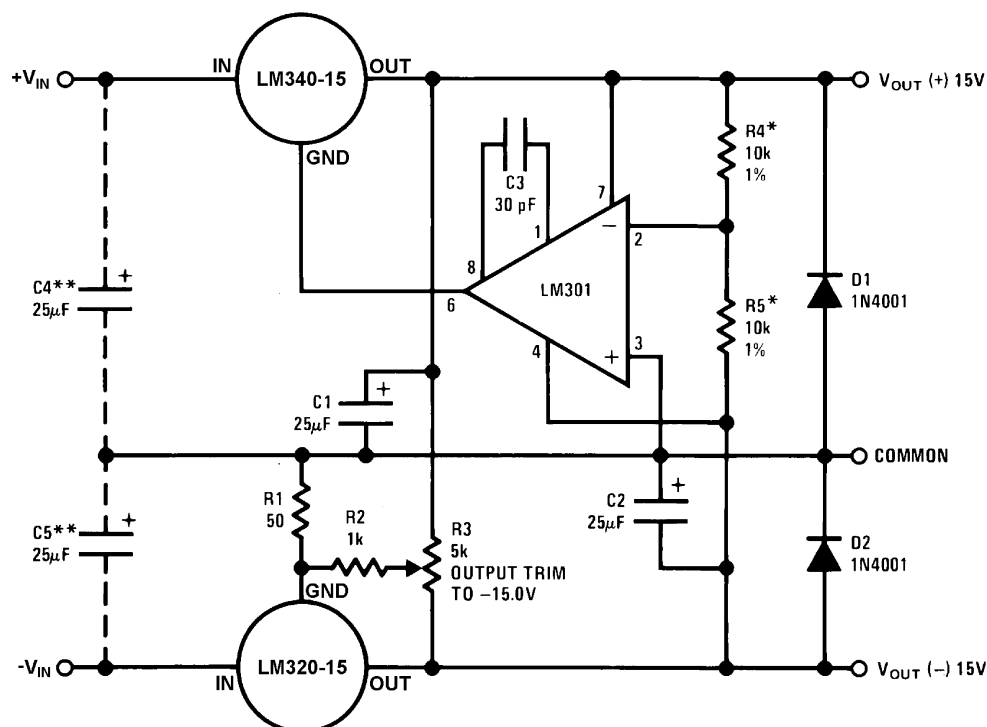 +VIN
IN
LM340-15
OUT
GND
VOUT (+) 15V
R4*
10k
1%
C3
30 pF
7
1
−
2
8
6
LM301
4
+
3
R5*
10k
1%
D1
1N4001
C4**
25μF
+
C1
25μF
+
COMMON
R1
50
R2
1k
R3
5k
OUTPUT TRIM
TO −15.0V
C2
25μF
+
C5**
25μF
+
D2
1N4001
GND
-VIN
IN
LM320-15
OUT
VOUT (−) 15V